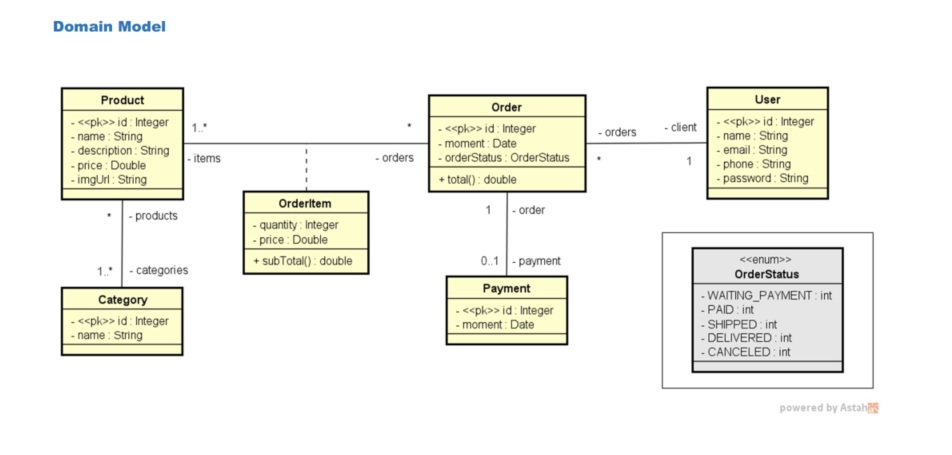 Domain Model
Product
- <<pk>> id : Integer
- name : String
- description : String
- price : Double
- imgUrl : String
1..*
- items
*
- orders
Order
- <<pk>> id : Integer
- moment : Date
- orderStatus : OrderStatus
+ total() : double
- orders
*
- client
1
User
- <<pk>> id : Integer
- name : String
- email : String
- phone : String
- password : String
OrderItem
- quantity : Integer
- price : Double
+ subTotal() : double
* - products
1..* - categories
Category
- <<pk>> id : Integer
- name : String
1 - order
0..1 - payment
Payment
- <<pk>> id : Integer
- moment : Date
<<enum>>
OrderStatus
- WAITING_PAYMENT : int
- PAID : int
- SHIPPED : int
- DELIVERED : int
- CANCELED : int
powered by Astah